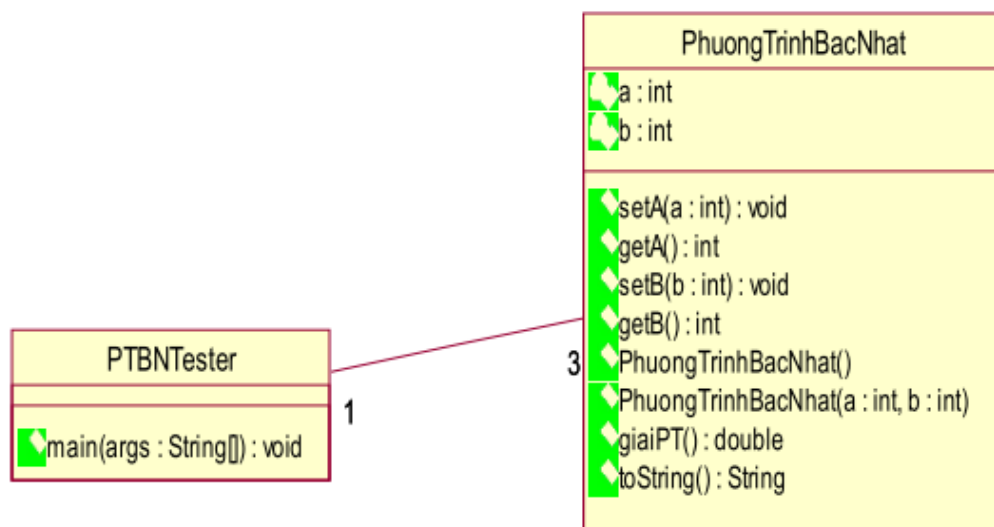 PhuongTrinhBacNhat
a : int
b : int
setA(a : int) : void
getA() : int
setB(b : int) : void
getB() : int
PhuongTrinhBacNhat()
PhuongTrinhBacNhat(a : int, b : int)
giaiPT() : double
toString() : String
3
PTBNTester
1
main(args : String[]) : void